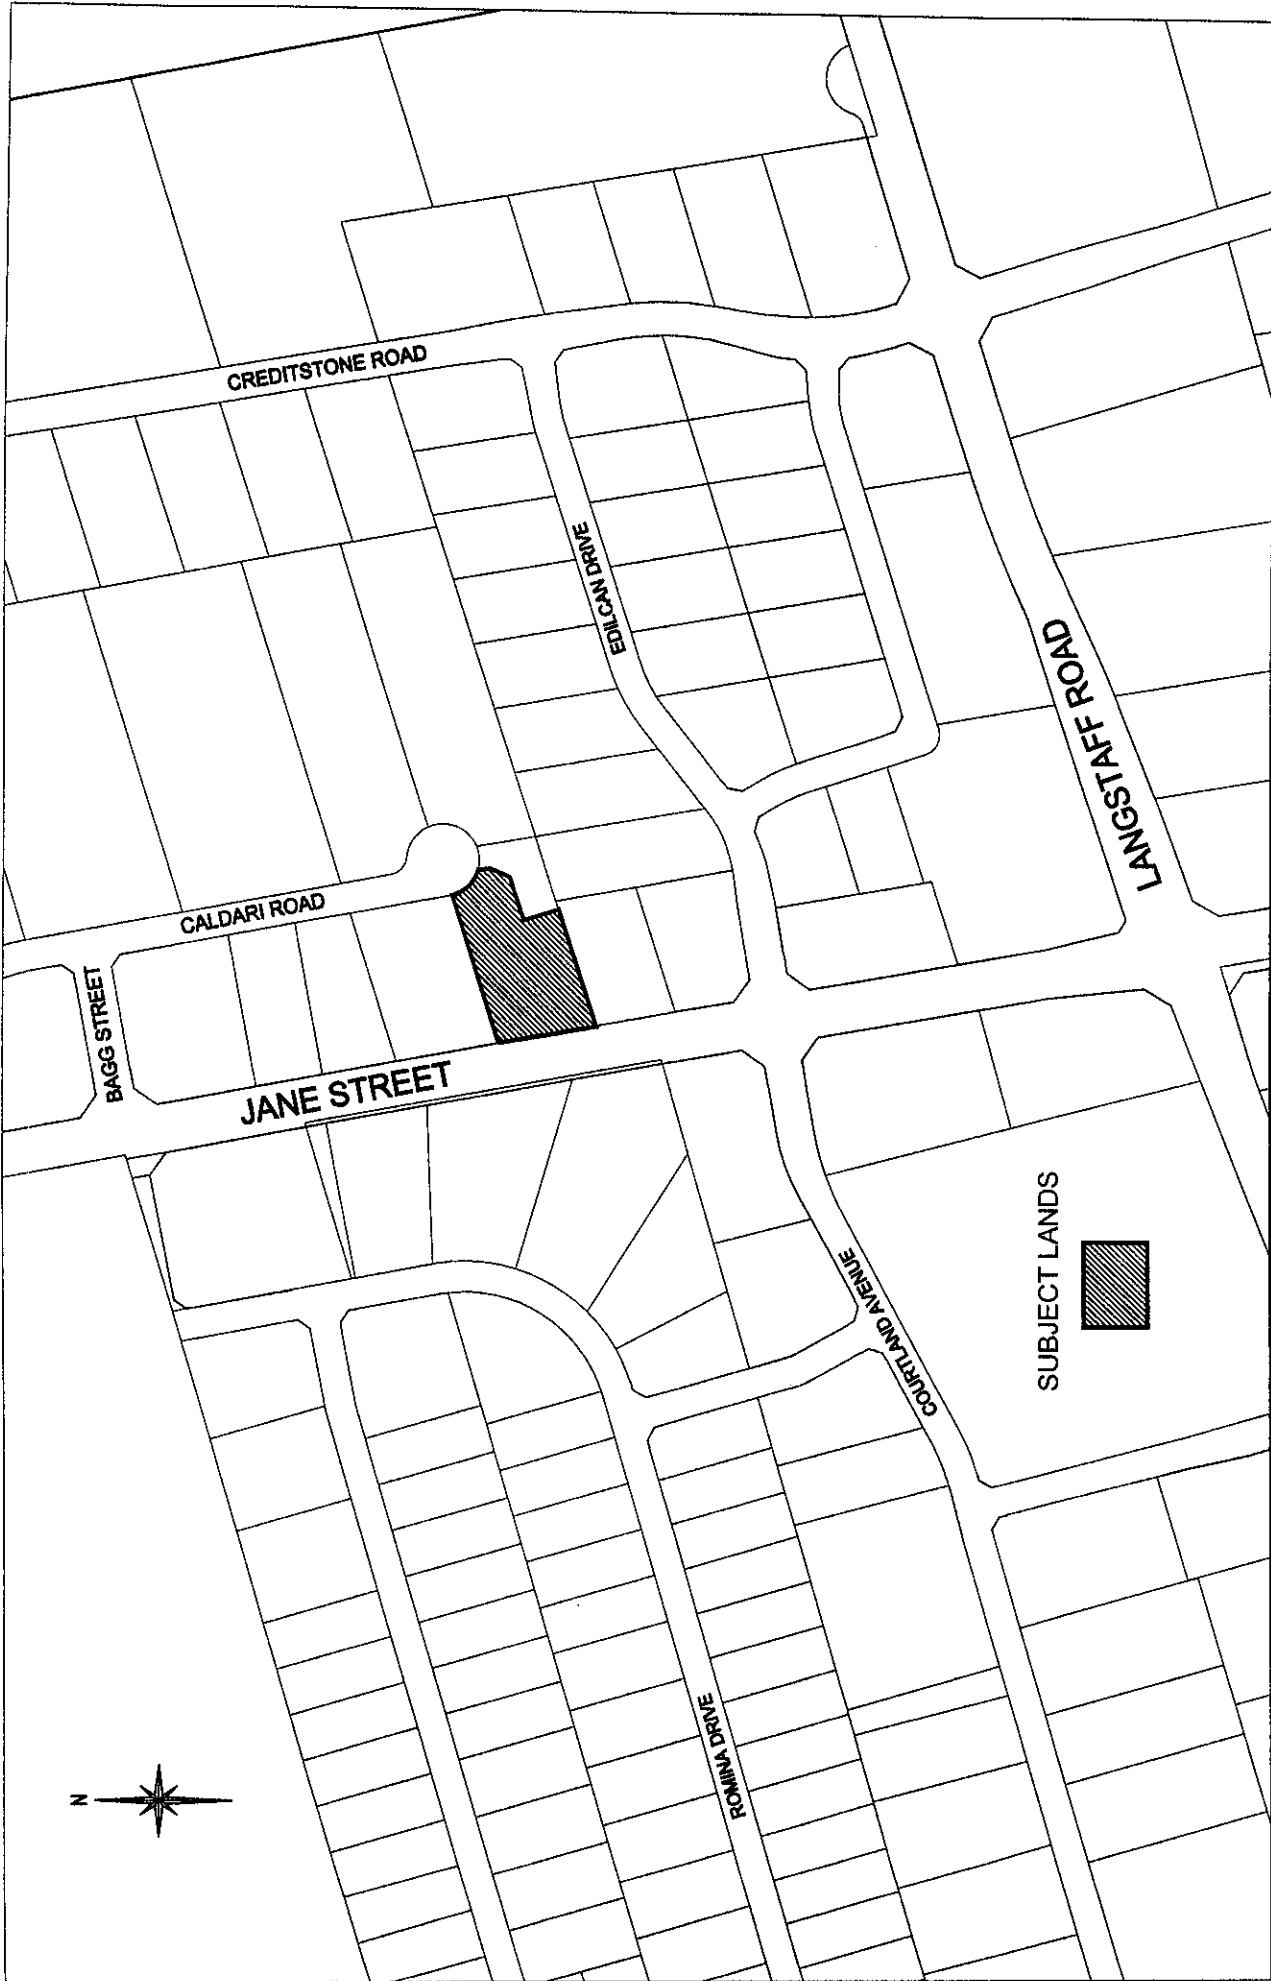 N
BAGG STREET
CALDARI ROAD
CREDITSTONE ROAD
JANE STREET
EDILCAN DRIVE
LANGSTAFF ROAD
COURTLAND AVENUE
ROMINA DRIVE
SUBJECT LANDS